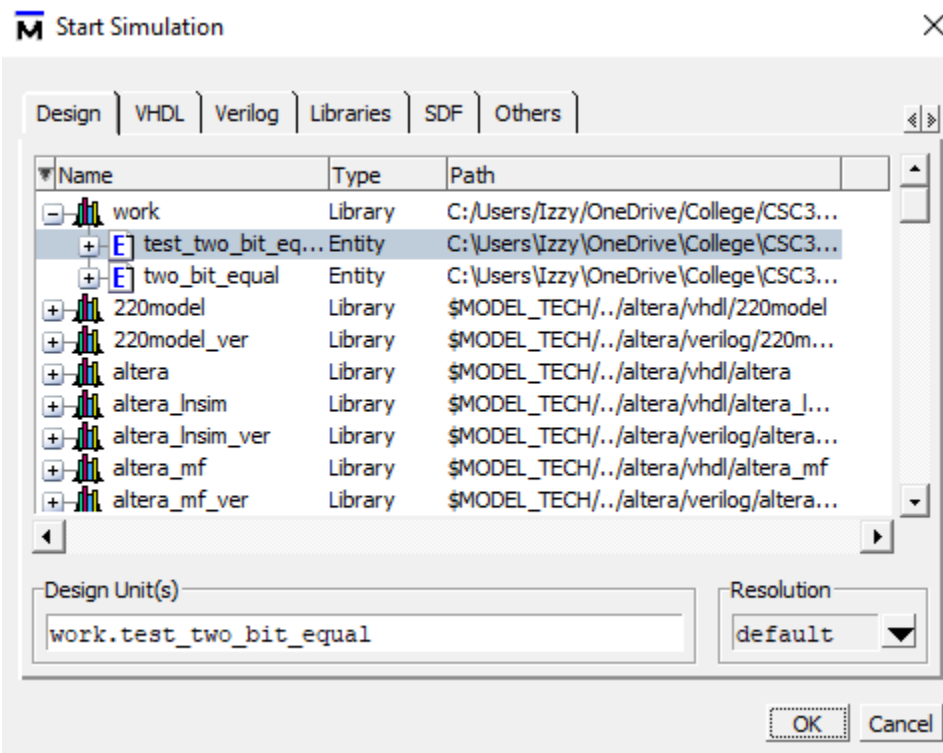 M Start Simulation
Design VHDL Verilog Libraries SDF Others
Name Type Path
work Library C:/Users/Izzy/OneDrive/College/CSC3...
test_two_bit_eq... Entity C:\Users\Izzy\OneDrive\College\CSC3...
two_bit_equal Entity C:\Users\Izzy\OneDrive\College\CSC3...
220model Library $MODEL_TECH/../altera/vhdl/220model
220model_ver Library $MODEL_TECH/../altera/verilog/220m...
altera Library $MODEL_TECH/../altera/vhdl/altera
altera_lnsim Library $MODEL_TECH/../altera/vhdl/altera_l...
altera_lnsim_ver Library $MODEL_TECH/../altera/verilog/altera...
altera_mf Library $MODEL_TECH/../altera/vhdl/altera_mf
altera_mf_ver Library $MODEL_TECH/../altera/verilog/altera...
Design Unit(s) Resolution
work.test_two_bit_equal default
OK Cancel